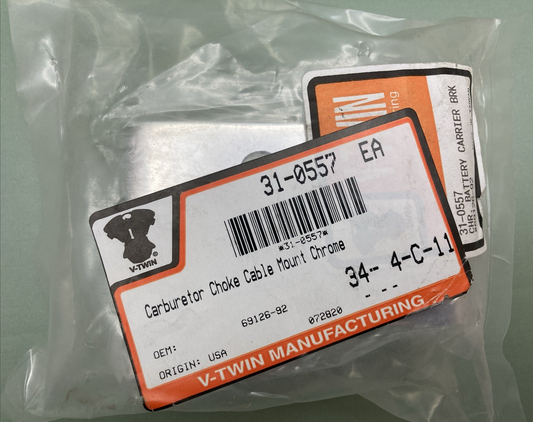 31-0557 EA
*31-0557*
Carburetor Choke Cable Mount Chrome
34- 4-C-11
- - -
OEM: 69126-92 072820
ORIGIN: USA
V-TWIN MANUFACTURING
V-TWIN®
31-0557
BATTERY CARRIER BRK